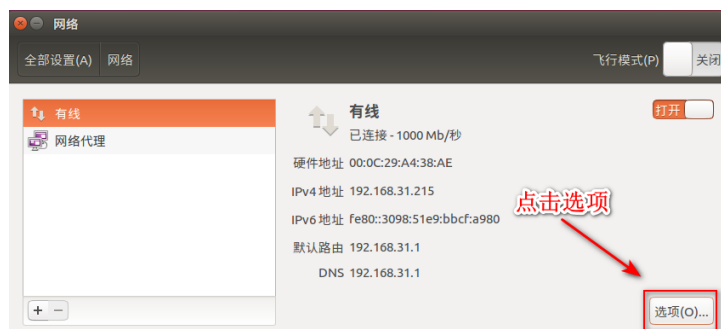 网络
全部设置(A) 网络 飞行模式(P) 关闭
有线
网络代理
有线 打开
已连接 - 1000 Mb/秒
硬件地址 00:0C:29:A4:38:AE
IPv4 地址 192.168.31.215
IPv6 地址 fe80::3098:51e9:bbcf:a980
默认路由 192.168.31.1
DNS 192.168.31.1
点击选项
选项(O)...